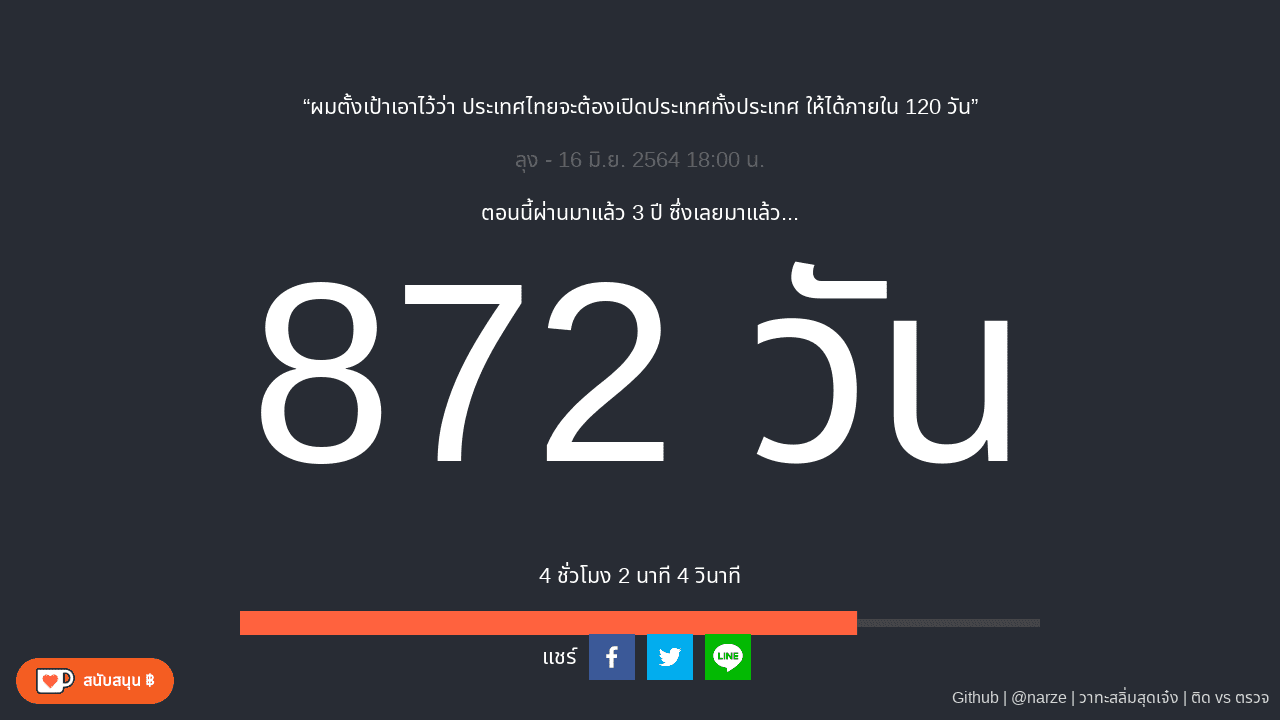 “ผมตั้งเป้าเอาไว้ว่า ประเทศไทยจะต้องเปิดประเทศทั้งประเทศ ให้ได้ภายใน 120 วัน”
ลุง - 16 มิ.ย. 2564 18:00 น.
ตอนนี้ผ่านมาแล้ว 3 ปี ซึ่งเลยมาแล้ว...
872 วัน
4 ชั่วโมง 2 นาที 4 วินาที
แชร์
LINE
สนับสนุน ฿
Github | @narze | วาทะสลิ่มสุดเจ๋ง | ติด vs ตรวจ